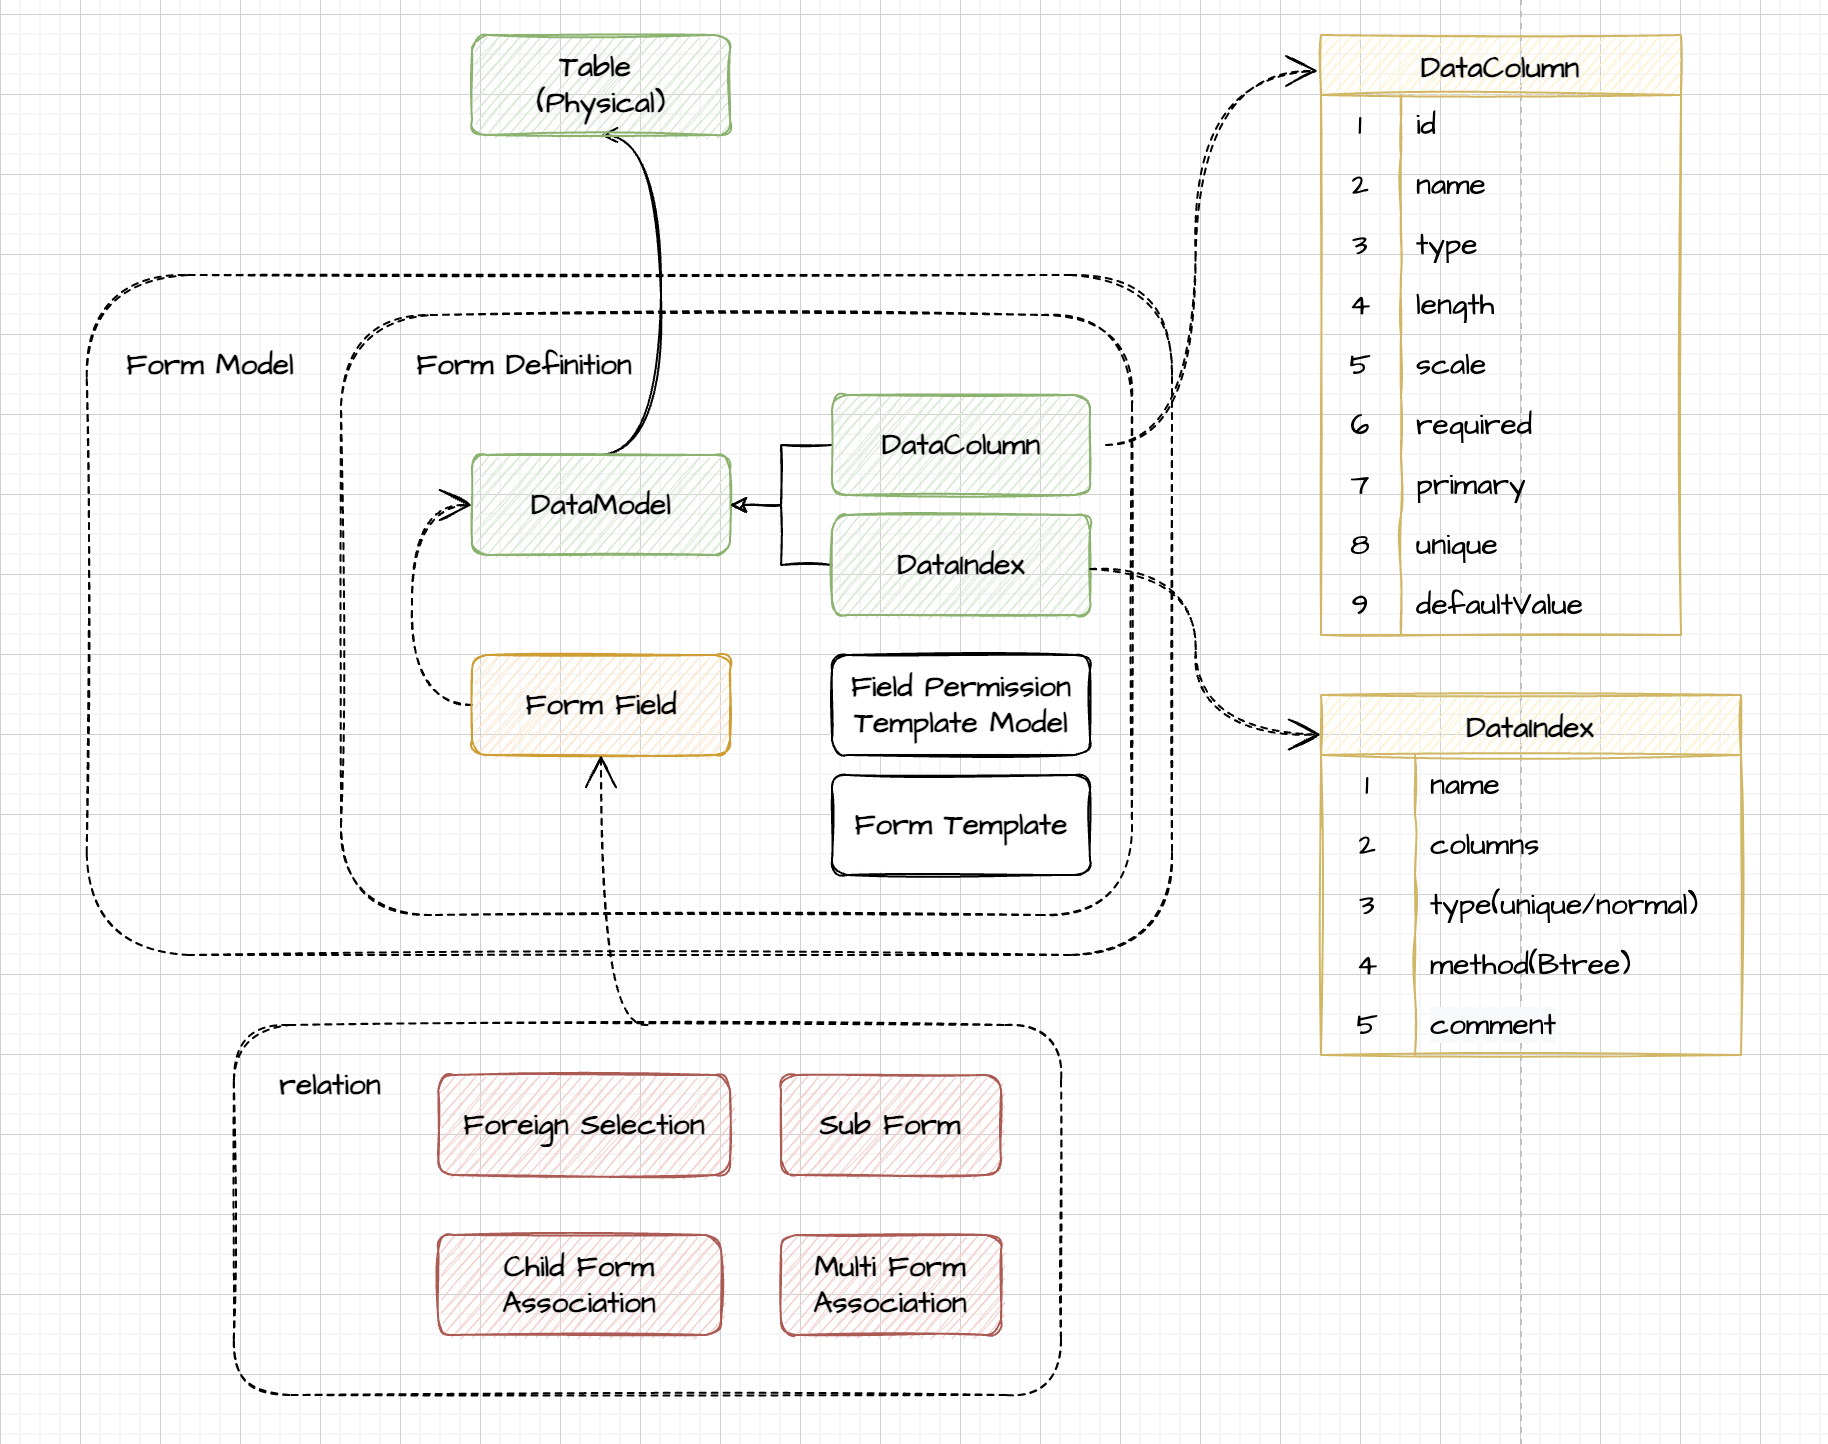 Table
(Physical)
Form Model
Form Definition
DataColumn
DataModel
DataIndex
Form Field
Field Permission
Template Model
Form Template
relation
Foreign Selection
Sub Form
Child Form
Association
Multi Form
Association
DataColumn
1 id
2 name
3 type
4 length
5 scale
6 required
7 primary
8 unique
9 defaultValue
DataIndex
1 name
2 columns
3 type(unique/normal)
4 method(Btree)
5 comment